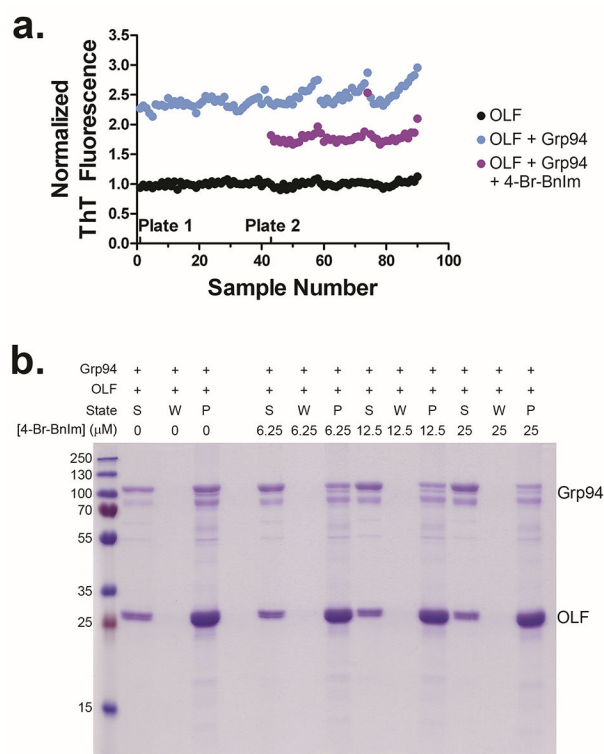 a.
Normalized
ThT Fluorescence
3.5
3.0
2.5
2.0
1.5
1.0
0.5
0.0
Plate 1 Plate 2
0 20 40 60 80 100
Sample Number
OLF
OLF + Grp94
OLF + Grp94
+ 4-Br-BnIm
b.
Grp94 + + + + + + + + + + + +
OLF + + + + + + + + + + + +
State S W P S W P S W P S W P
[4-Br-BnIm] (µM) 0 0 0 6.25 6.25 6.25 12.5 12.5 12.5 25 25 25
250
130
100
70
55
35
25
15
Grp94
OLF